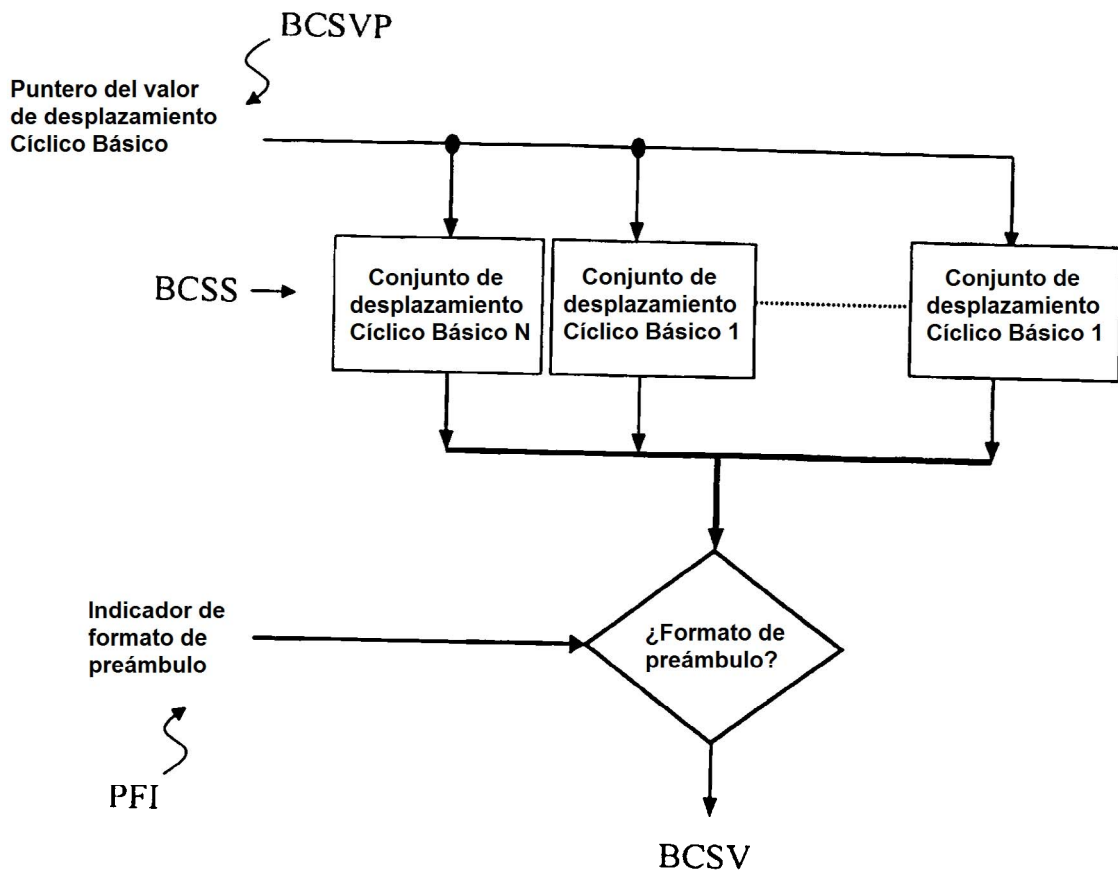 BCSVP
Puntero del valor
de desplazamiento
Cíclico Básico
BCSS
Conjunto de
desplazamiento
Cíclico Básico N
Conjunto de
desplazamiento
Cíclico Básico 1
Conjunto de
desplazamiento
Cíclico Básico 1
Indicador de
formato de
preámbulo
¿Formato de
preámbulo?
PFI
BCSV